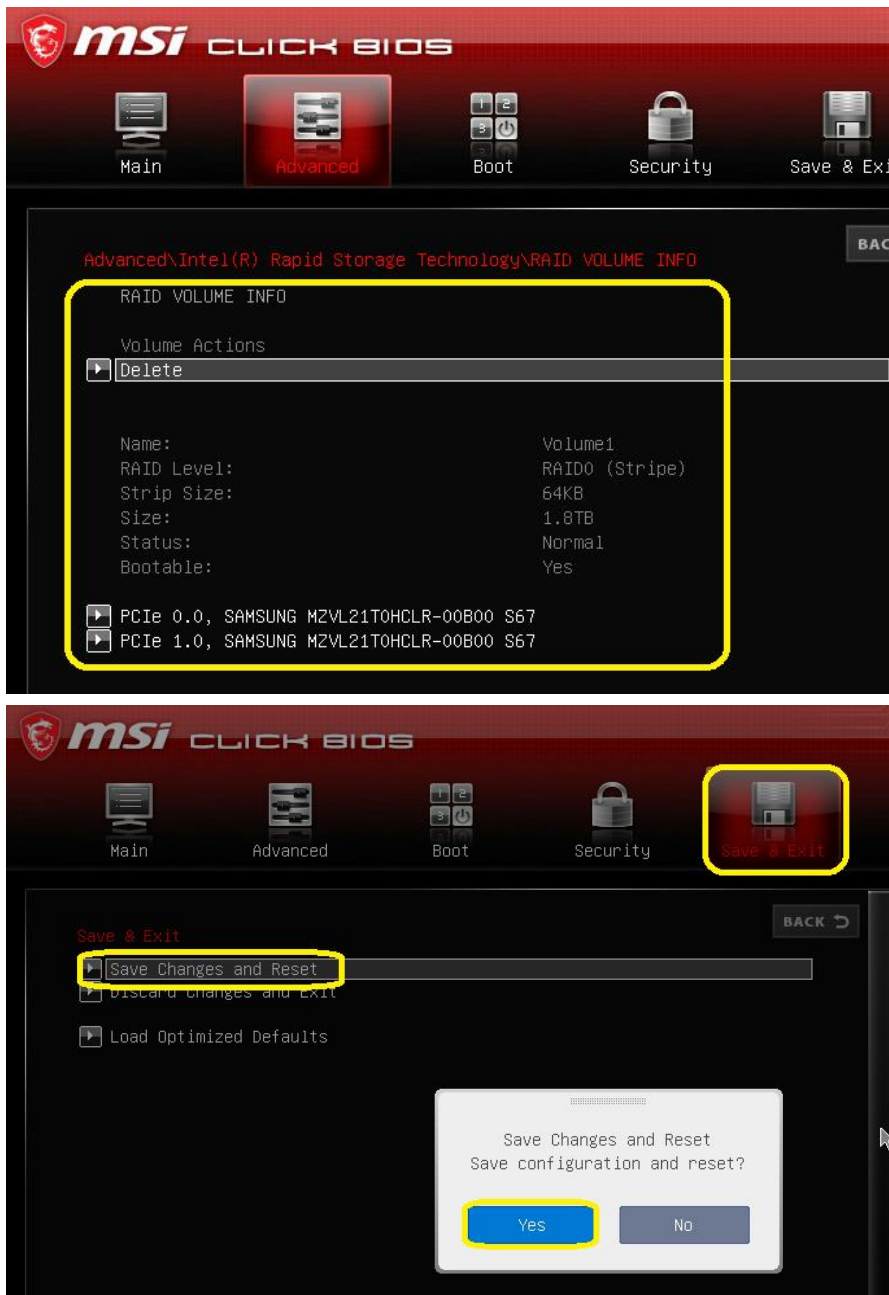 msi CLICK BIOS
Main Advanced Boot Security Save & Exi
BAC
Advanced\Intel(R) Rapid Storage Technology\RAID VOLUME INFO
RAID VOLUME INFO
Volume Actions
Delete
Name: Volume1
RAID Level: RAID0 (Stripe)
Strip Size: 64KB
Size: 1.8TB
Status: Normal
Bootable: Yes
PCIe 0.0, SAMSUNG MZVL21T0HCLR-00B00 S67
PCIe 1.0, SAMSUNG MZVL21T0HCLR-00B00 S67
msi CLICK BIOS
Main Advanced Boot Security Save & Exit
BACK
Save & Exit
Save Changes and Reset
Discard Changes and Exit
Load Optimized Defaults
Save Changes and Reset
Save configuration and reset?
Yes No